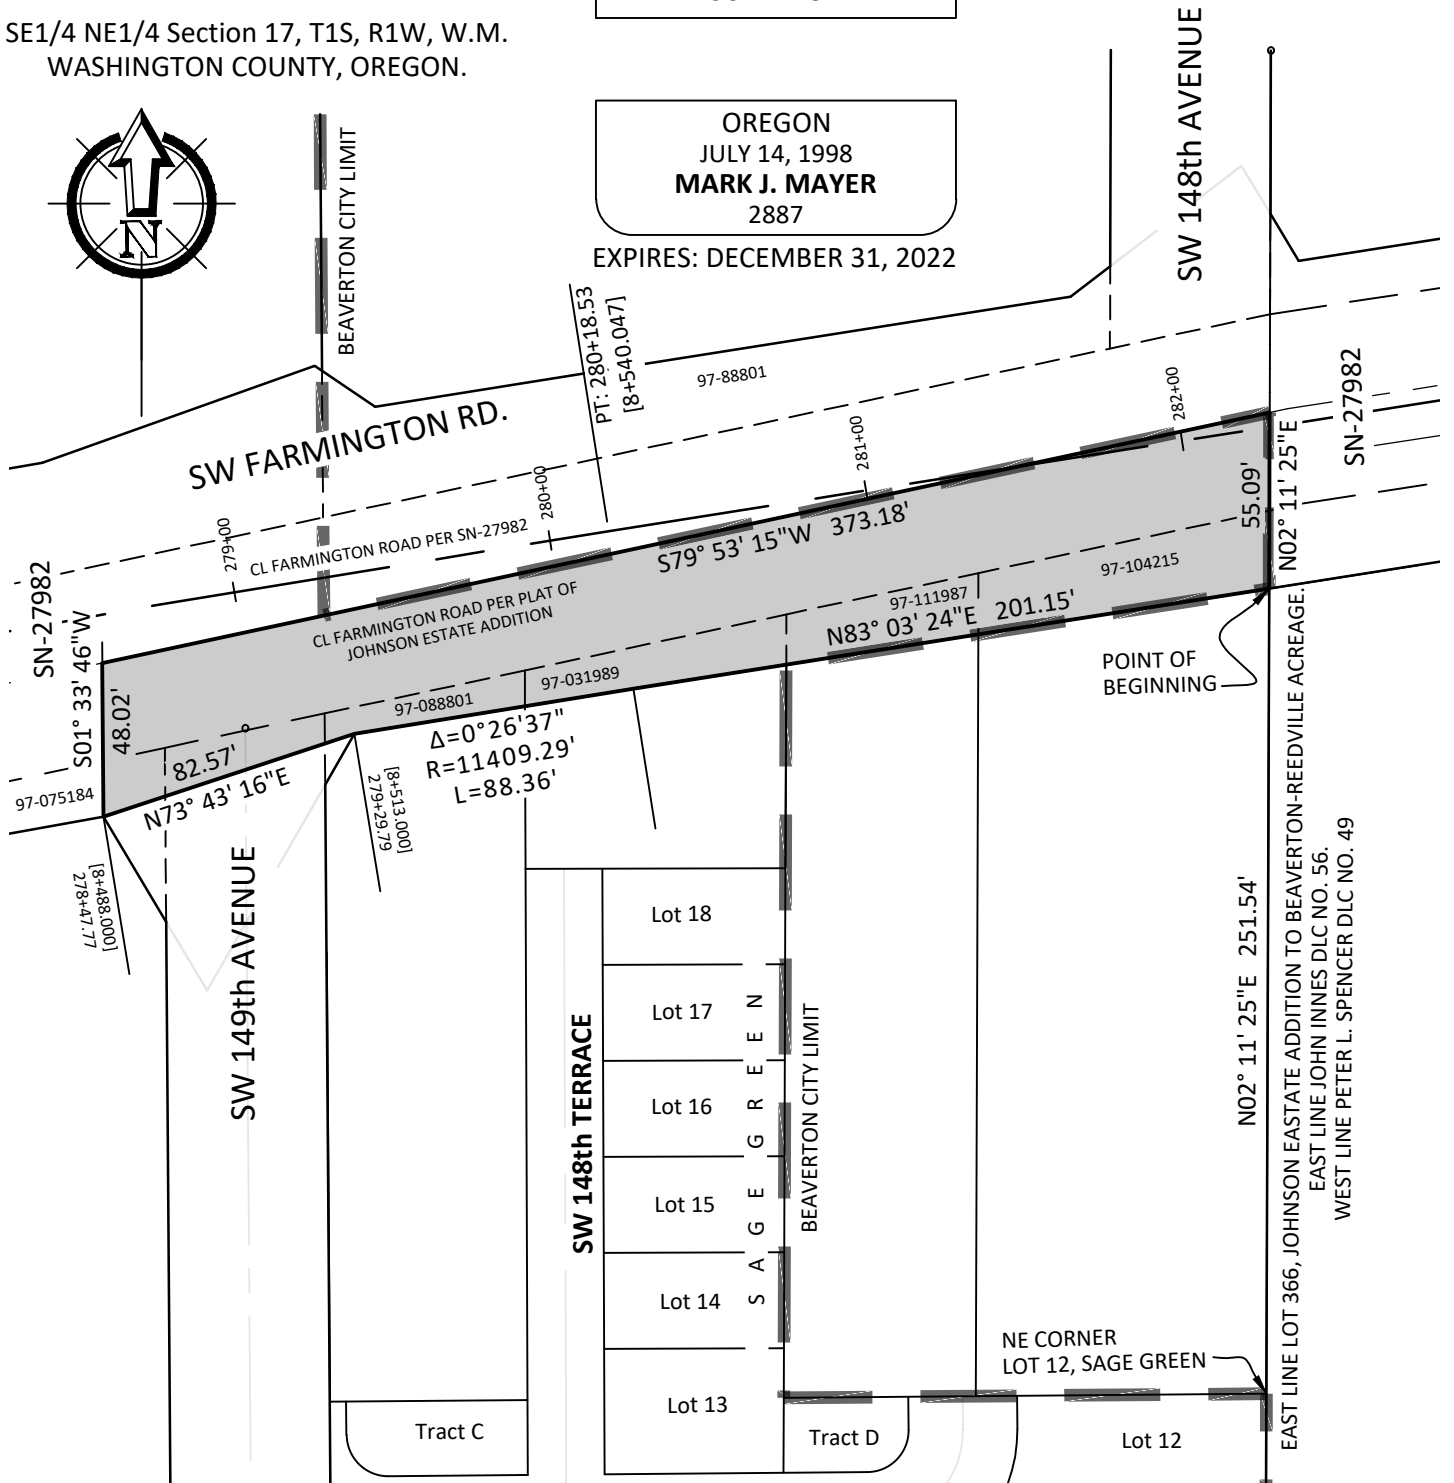 SE1/4 NE1/4 Section 17, T1S, R1W, W.M.
WASHINGTON COUNTY, OREGON.
N
OREGON
JULY 14, 1998
MARK J. MAYER
2887
EXPIRES: DECEMBER 31, 2022
BEAVERTON CITY LIMIT
SW 148th AVENUE
PT: 280+18.53
[8+540.047]
97-88801
SW FARMINGTON RD.
279+00
280+00
281+00
282+00
CL FARMINGTON ROAD PER SN-27982
SN-27982
SN-27982
S79° 53' 15"W 373.18'
CL FARMINGTON ROAD PER PLAT OF
JOHNSON ESTATE ADDITION
55.09'
N02° 11' 25"E
97-104215
97-111987
N83° 03' 24"E 201.15'
S01° 33' 46"W
48.02'
97-031989
97-088801
POINT OF
BEGINNING
Δ=0°26'37"
R=11409.29'
L=88.36'
82.57'
N73° 43' 16"E
97-075184
[8+513.000]
279+29.79
[8+488.000]
278+47.77
SW 149th AVENUE
SW 148th TERRACE
Lot 18
Lot 17
Lot 16
Lot 15
Lot 14
Lot 13
SAGE GREEN
BEAVERTON CITY LIMIT
N02° 11' 25"E 251.54'
EAST LINE LOT 366, JOHNSON EASTATE ADDITION TO BEAVERTON-REEDVILLE ACREAGE.
EAST LINE JOHN INNES DLC NO. 56.
WEST LINE PETER L. SPENCER DLC NO. 49
NE CORNER
LOT 12, SAGE GREEN
Tract C
Tract D
Lot 12